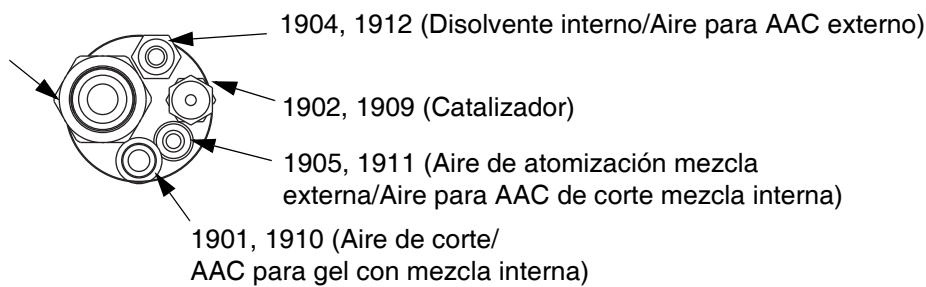 1904, 1912 (Disolvente interno/Aire para AAC externo)
1902, 1909 (Catalizador)
1905, 1911 (Aire de atomización mezcla
externa/Aire para AAC de corte mezcla interna)
1901, 1910 (Aire de corte/
AAC para gel con mezcla interna)